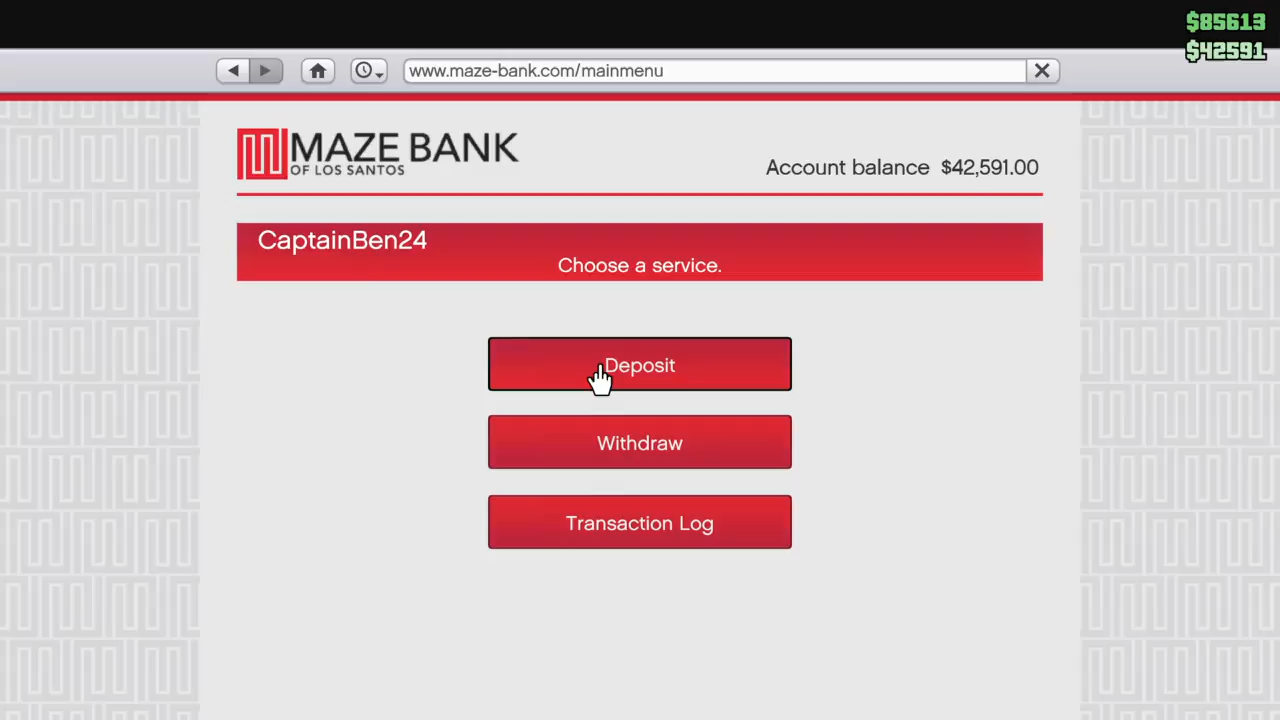 $85613
$42591
www.maze-bank.com/mainmenu
MAZE BANK
OF LOS SANTOS
Account balance $42,591.00
CaptainBen24
Choose a service.
Deposit
Withdraw
Transaction Log